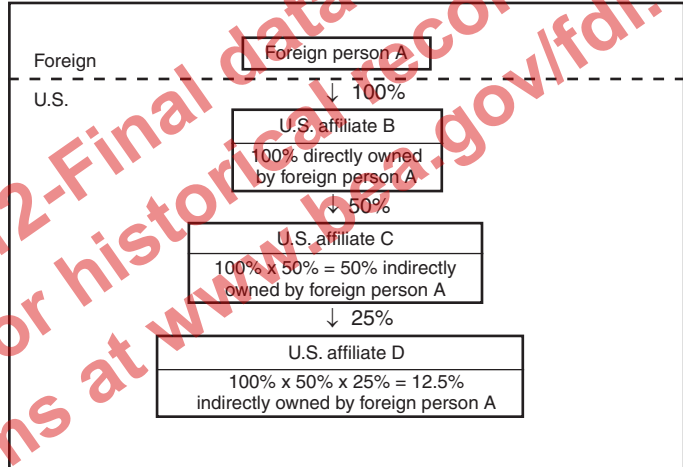 Foreign
Foreign person A
U.S.
↓ 100%
U.S. affiliate B
100% directly owned
by foreign person A
↓ 50%
U.S. affiliate C
100% x 50% = 50% indirectly
owned by foreign person A
↓ 25%
U.S. affiliate D
100% x 50% x 25% = 12.5%
indirectly owned by foreign person A
2-Final data
or historical
ns at www.bea.gov/fdi.